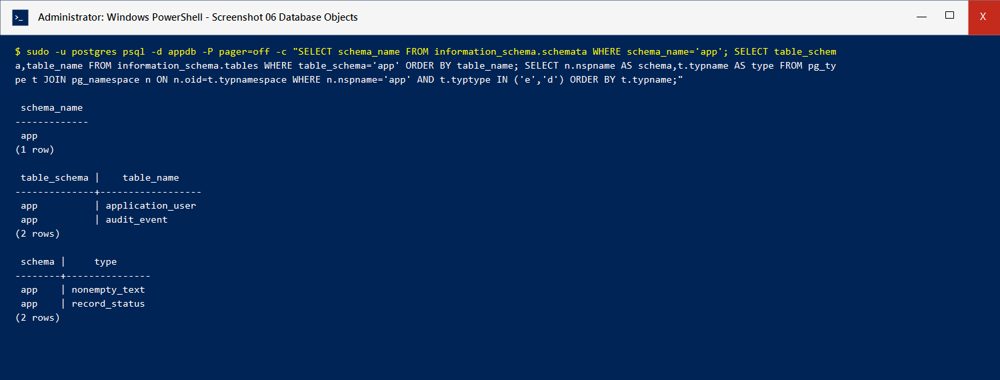 Administrator: Windows PowerShell - Screenshot 06 Database Objects
X
$ sudo -u postgres psql -d appdb -P pager=off -c "SELECT schema_name FROM information_schema.schemata WHERE schema_name='app'; SELECT table_schem
a,table_name FROM information_schema.tables WHERE table_schema='app' ORDER BY table_name; SELECT n.nspname AS schema,t.typname AS type FROM pg_ty
pe t JOIN pg_namespace n ON n.oid=t.typnamespace WHERE n.nspname='app' AND t.typtype IN ('e','d') ORDER BY t.typname;"
 schema_name
-------------
 app
(1 row)
 table_schema |    table_name
--------------+------------------
 app          | application_user
 app          | audit_event
(2 rows)
 schema |     type
--------+---------------
 app    | nonempty_text
 app    | record_status
(2 rows)